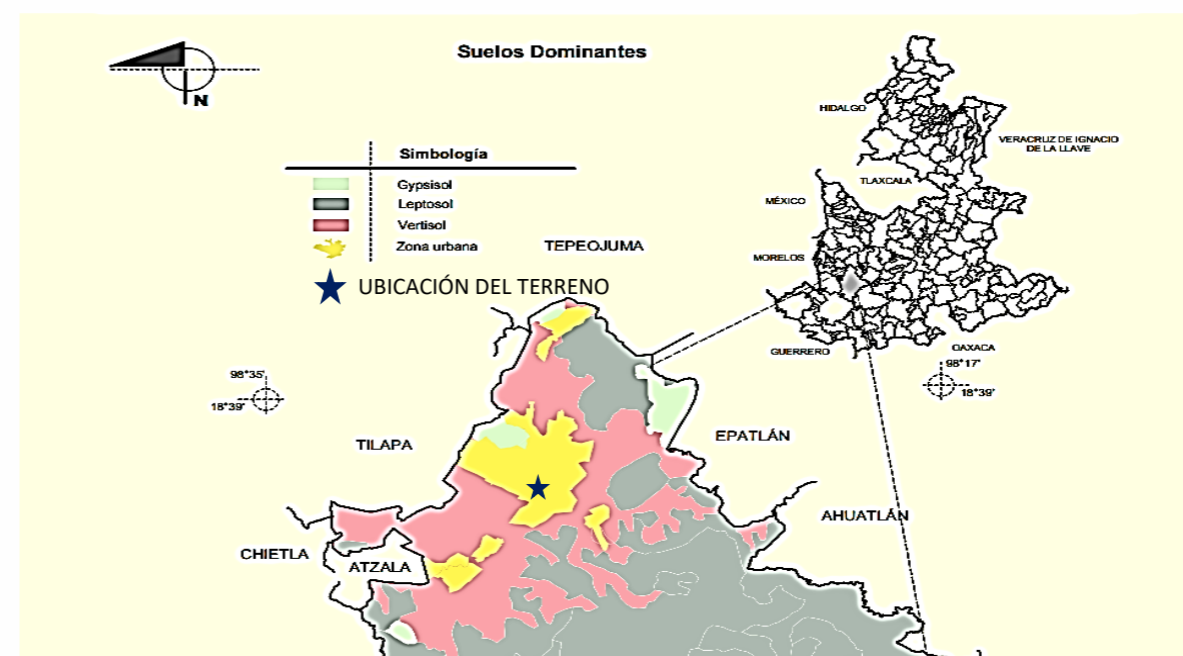 Suelos Dominantes
N
Simbología
Gypsisol
Leptosol
Vertisol
Zona urbana
UBICACIÓN DEL TERRENO
HIDALGO
VERACRUZ DE IGNACIO
DE LA LLAVE
TLAXCALA
MÉXICO
MORELOS
GUERRERO
OAXACA
98°17'
18°39'
98°35'
18°39'
TEPEOJUMA
TILAPA
EPATLÁN
AHUATLÁN
CHIETLA
ATZALA